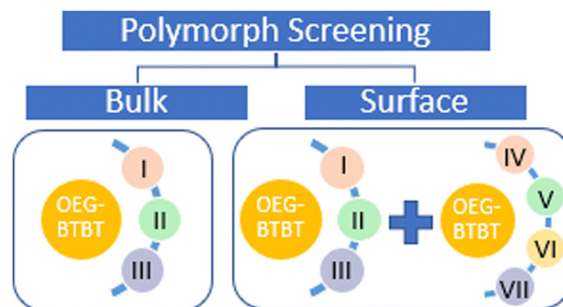 Polymorph Screening
Bulk
Surface
I
OEG-
BTBT
II
III
I
OEG-
BTBT
II
III
IV
OEG-
BTBT
V
VI
VII